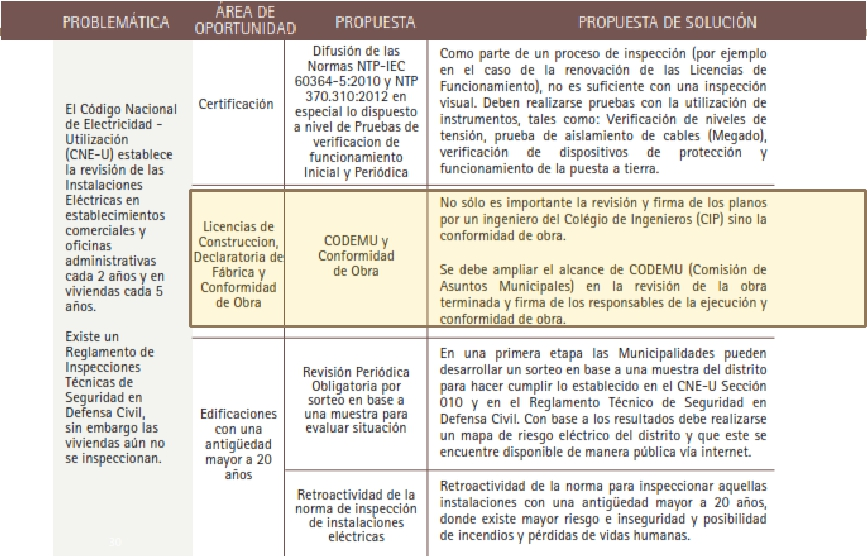 PROBLEMÁTICA
ÁREA DE
OPORTUNIDAD
PROPUESTA
PROPUESTA DE SOLUCIÓN
El Código Nacional
de Electricidad -
Utilización
(CNE-U) establece
la revisión de las
Instalaciones
Eléctricas en
establecimientos
comerciales y
oficinas
administrativas
cada 2 años y en
viviendas cada 5
años.
Existe un
Reglamento de
Inspecciones
Técnicas de
Seguridad en
Defensa Civil,
sin embargo las
viviendas aún no
se inspeccionan.
Certificación
Difusión de las
Normas NTP-IEC
60364-5:2010 y NTP
370.310:2012 en
especial lo dispuesto
a nivel de Pruebas de
verificacion de
funcionamiento
Inicial y Periódica
Como parte de un proceso de inspección (por ejemplo
en el caso de la renovación de las Licencias de
Funcionamiento), no es suficiente con una inspección
visual. Deben realizarse pruebas con la utilización de
instrumentos, tales como: Verificación de niveles de
tensión, prueba de aislamiento de cables (Megado),
verificación de dispositivos de protección y
funcionamiento de la puesta a tierra.
Licencias de
Construccion,
Declaratoria de
Fábrica y
Conformidad
de Obra
CODEMU y
Conformidad
de Obra
No sólo es importante la revisión y firma de los planos
por un ingeniero del Colégio de Ingenieros (CIP) sino la
conformidad de obra.
Se debe ampliar el alcance de CODEMU (Comisión de
Asuntos Municipales) en la revisión de la obra
terminada y firma de los responsables de la ejecución y
conformidad de obra.
Edificaciones
con una
antigüedad
mayor a 20
años
Revisión Periódica
Obligatoria por
sorteo en base a
una muestra para
evaluar situación
En una primera etapa las Municipalidades pueden
desarrollar un sorteo en base a una muestra del distrito
para hacer cumplir lo establecido en el CNE-U Sección
010 y en el Reglamento Técnico de Seguridad en
Defensa Civil. Con base a los resultados debe realizarse
un mapa de riesgo eléctrico del distrito y que este se
encuentre disponible de manera pública vía internet.
Retroactividad de la
norma de inspección
de instalaciones
eléctricas
Retroactividad de la norma para inspeccionar aquellas
instalaciones con una antigüedad mayor a 20 años,
donde existe mayor riesgo e inseguridad y posibilidad
de incendios y pérdidas de vidas humanas.